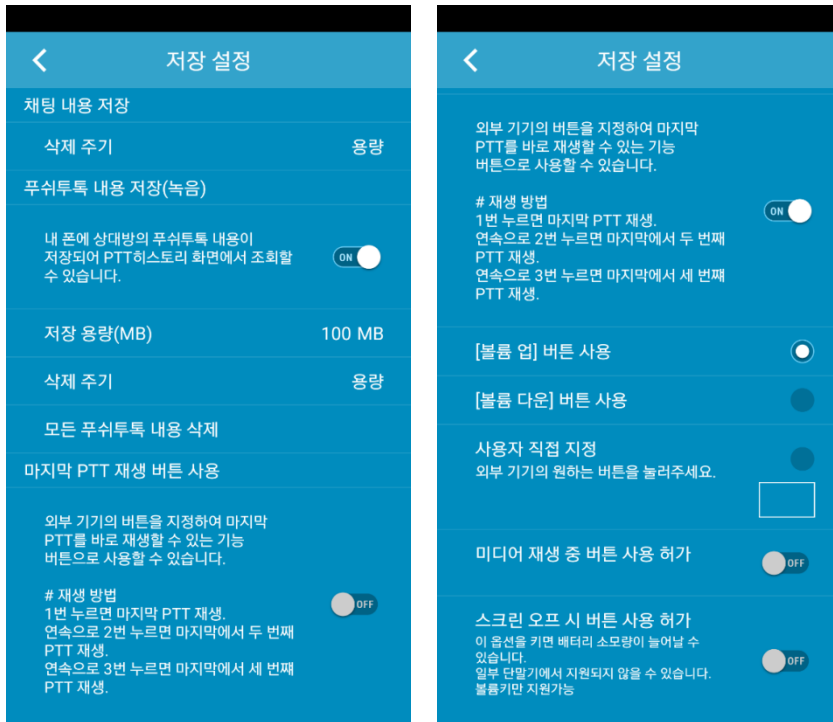 저장 설정
채팅 내용 저장
삭제 주기 용량
푸쉬투톡 내용 저장(녹음)
내 폰에 상대방의 푸쉬투톡 내용이
저장되어 PTT히스토리 화면에서 조회할
수 있습니다.
ON
저장 용량(MB) 100 MB
삭제 주기 용량
모든 푸쉬투톡 내용 삭제
마지막 PTT 재생 버튼 사용
외부 기기의 버튼을 지정하여 마지막
PTT를 바로 재생할 수 있는 기능
버튼으로 사용할 수 있습니다.
# 재생 방법
1번 누르면 마지막 PTT 재생.
연속으로 2번 누르면 마지막에서 두 번째
PTT 재생.
연속으로 3번 누르면 마지막에서 세 번째
PTT 재생.
OFF
저장 설정
외부 기기의 버튼을 지정하여 마지막
PTT를 바로 재생할 수 있는 기능
버튼으로 사용할 수 있습니다.
# 재생 방법
1번 누르면 마지막 PTT 재생.
연속으로 2번 누르면 마지막에서 두 번째
PTT 재생.
연속으로 3번 누르면 마지막에서 세 번째
PTT 재생.
ON
[볼륨 업] 버튼 사용
[볼륨 다운] 버튼 사용
사용자 직접 지정
외부 기기의 원하는 버튼을 눌러주세요.
미디어 재생 중 버튼 사용 허가
OFF
스크린 오프 시 버튼 사용 허가
이 옵션을 키면 배터리 소모량이 늘어날 수
있습니다.
일부 단말기에서 지원되지 않을 수 있습니다.
볼륨키만 지원가능
OFF